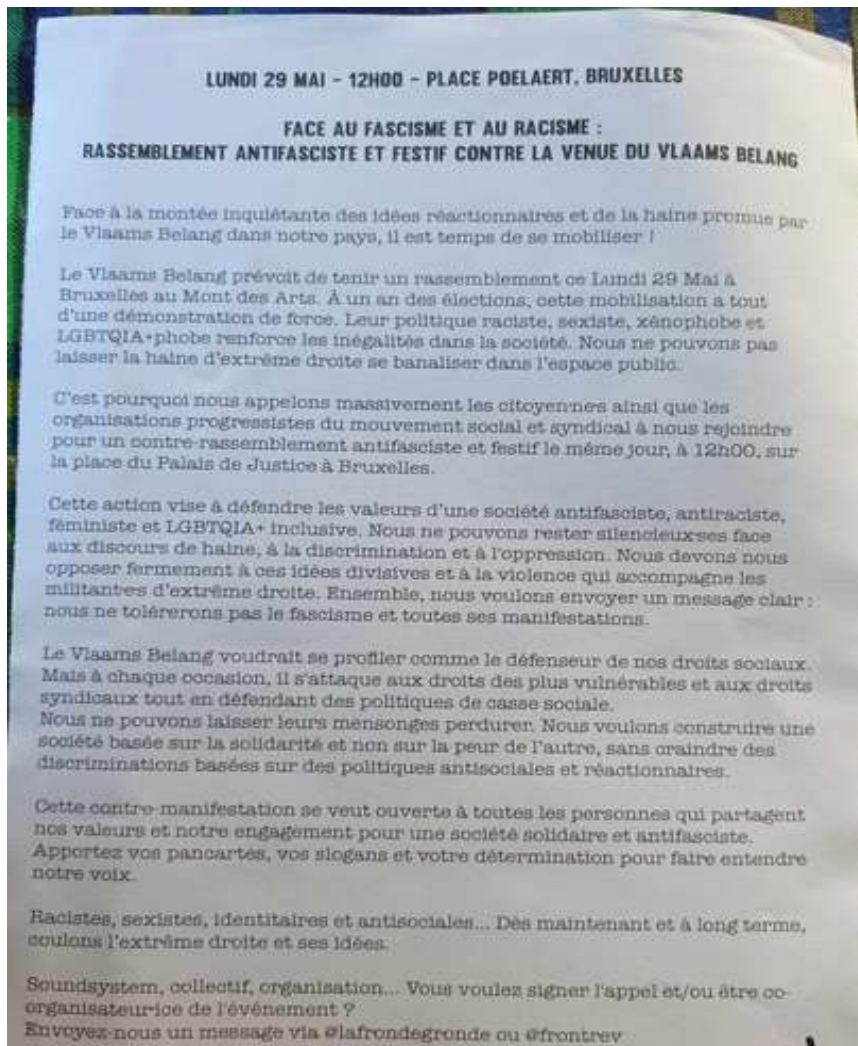 LUNDI 29 MAI – 12H00 – PLACE POELAERT, BRUXELLES
FACE AU FASCISME ET AU RACISME :
RASSEMBLEMENT ANTIFASCISTE ET FESTIF CONTRE LA VENUE DU VLAAMS BELANG
Face à la montée inquiétante des idées réactionnaires et de la haine promue par
le Vlaams Belang dans notre pays, il est temps de se mobiliser !
Le Vlaams Belang prévoit de tenir un rassemblement ce Lundi 29 Mai à
Bruxelles au Mont des Arts. À un an des élections, cette mobilisation a tout
d'une démonstration de force. Leur politique raciste, sexiste, xénophobe et
LGBTQIA+phobe renforce les inégalités dans la société. Nous ne pouvons pas
laisser la haine d'extrême droite se banaliser dans l'espace public.
C'est pourquoi nous appelons massivement les citoyen·nes ainsi que les
organisations progressistes du mouvement social et syndical à nous rejoindre
pour un contre-rassemblement antifasciste et festif le même jour, à 12h00, sur
la place du Palais de Justice à Bruxelles.
Cette action vise à défendre les valeurs d'une société antifasciste, antiraciste,
féministe et LGBTQIA+ inclusive. Nous ne pouvons rester silencieux·ses face
aux discours de haine, à la discrimination et à l'oppression. Nous devons nous
opposer fermement à ces idées divisives et à la violence qui accompagne les
militant·es d'extrême droite. Ensemble, nous voulons envoyer un message clair :
nous ne tolérerons pas le fascisme et toutes ses manifestations.
Le Vlaams Belang voudrait se profiler comme le défenseur de nos droits sociaux.
Mais à chaque occasion, il s'attaque aux droits des plus vulnérables et aux droits
syndicaux tout en défendant des politiques de casse sociale.
Nous ne pouvons laisser leurs mensonges perdurer. Nous voulons construire une
société basée sur la solidarité et non sur la peur de l'autre, sans craindre des
discriminations basées sur des politiques antisociales et réactionnaires.
Cette contre-manifestation se veut ouverte à toutes les personnes qui partagent
nos valeurs et notre engagement pour une société solidaire et antifasciste.
Apportez vos pancartes, vos slogans et votre détermination pour faire entendre
notre voix.
Racistes, sexistes, identitaires et antisociales... Dès maintenant et à long terme,
coulons l'extrême droite et ses idées.
Soundsystem, collectif, organisation... Vous voulez signer l'appel et/ou être co-
organisateur·ice de l'événement ?
Envoyez-nous un message via @lafrondegronde ou @frontrev